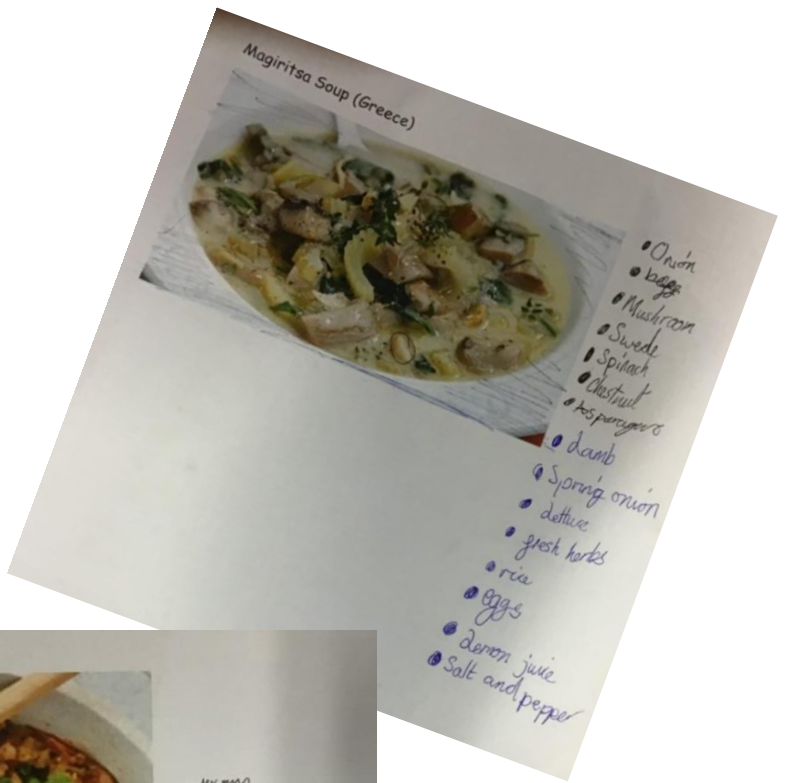 Magiritsa Soup (Greece)
Onion
Mushroom
Swede
Spinach
Chestnut
Lamb
Spring onion
lettuce
fresh herbs
rice
eggs
Lemon juice
Salt and pepper